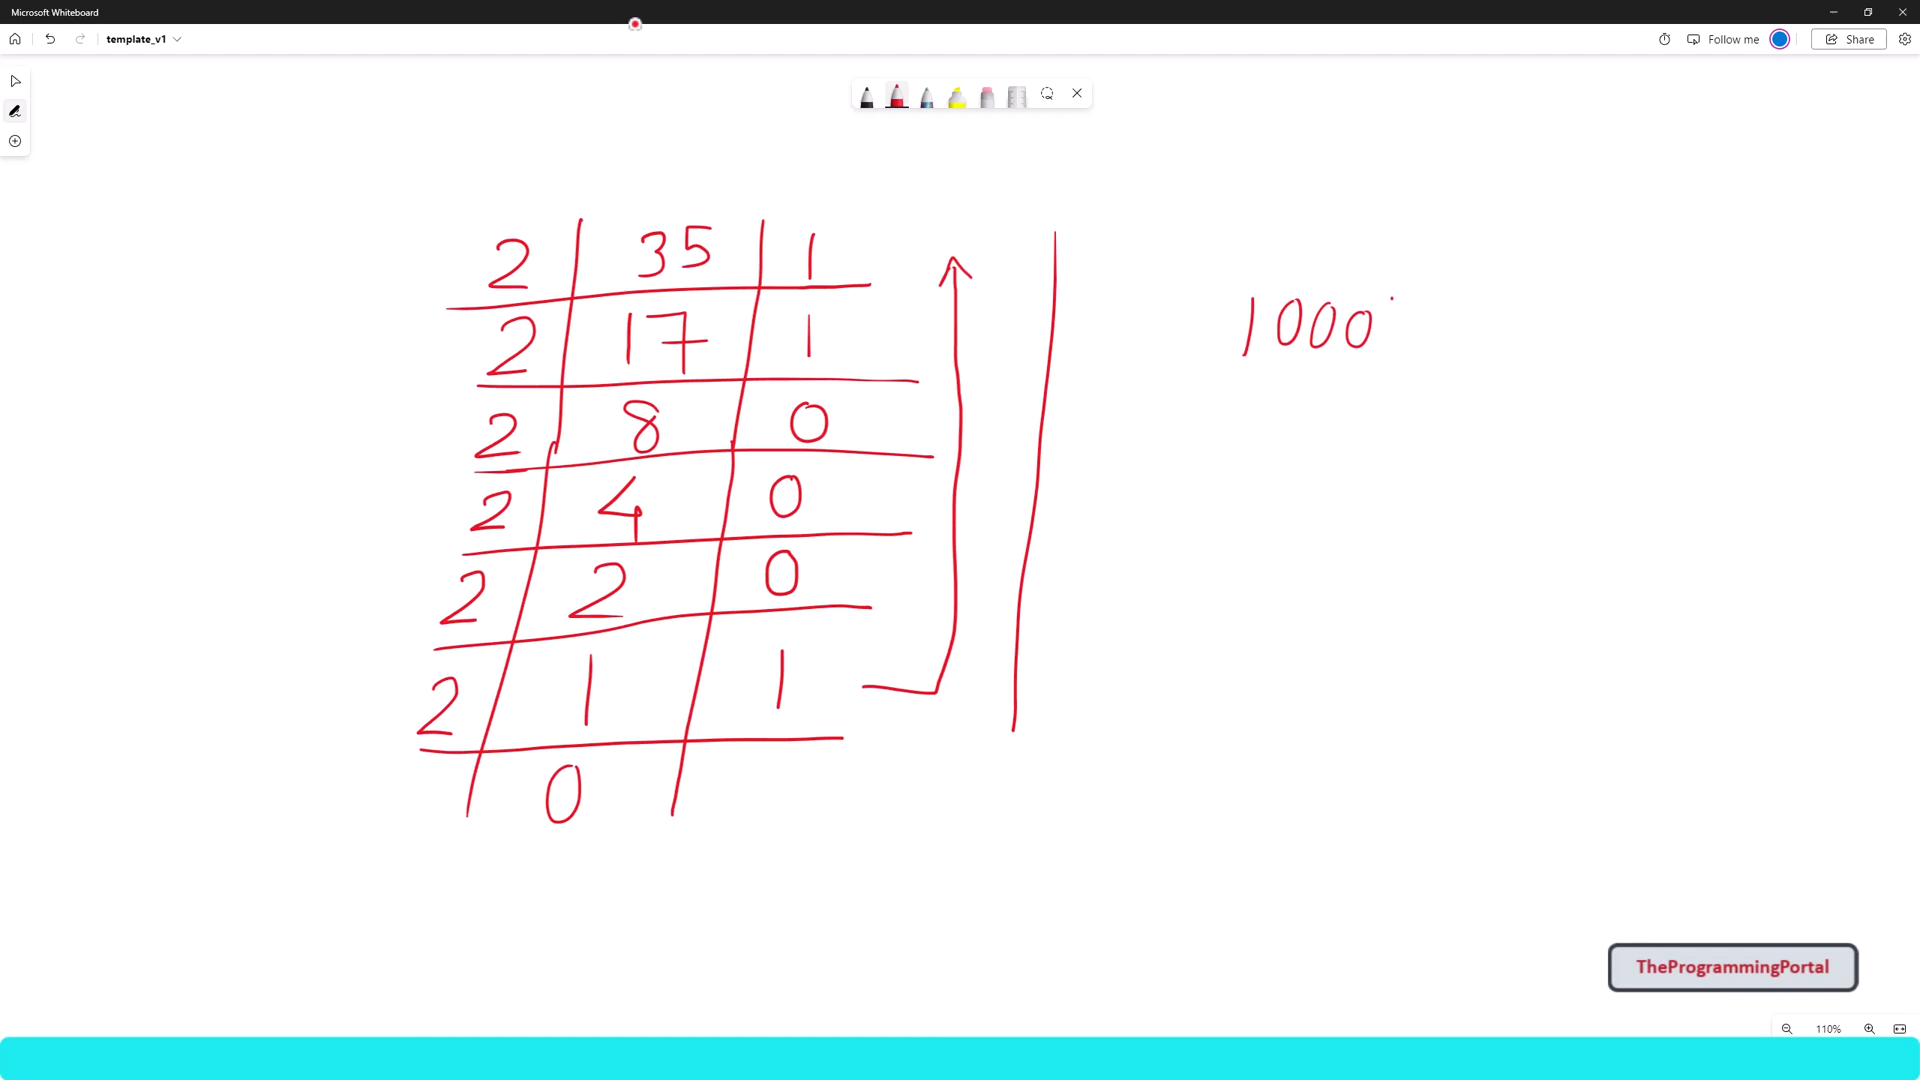 Microsoft Whiteboard
template_v1
Follow me
Share
2 35 1
2 17 1
2 8 0
2 4 0
2 2 0
2 1 1
0
1000
TheProgrammingPortal
110%